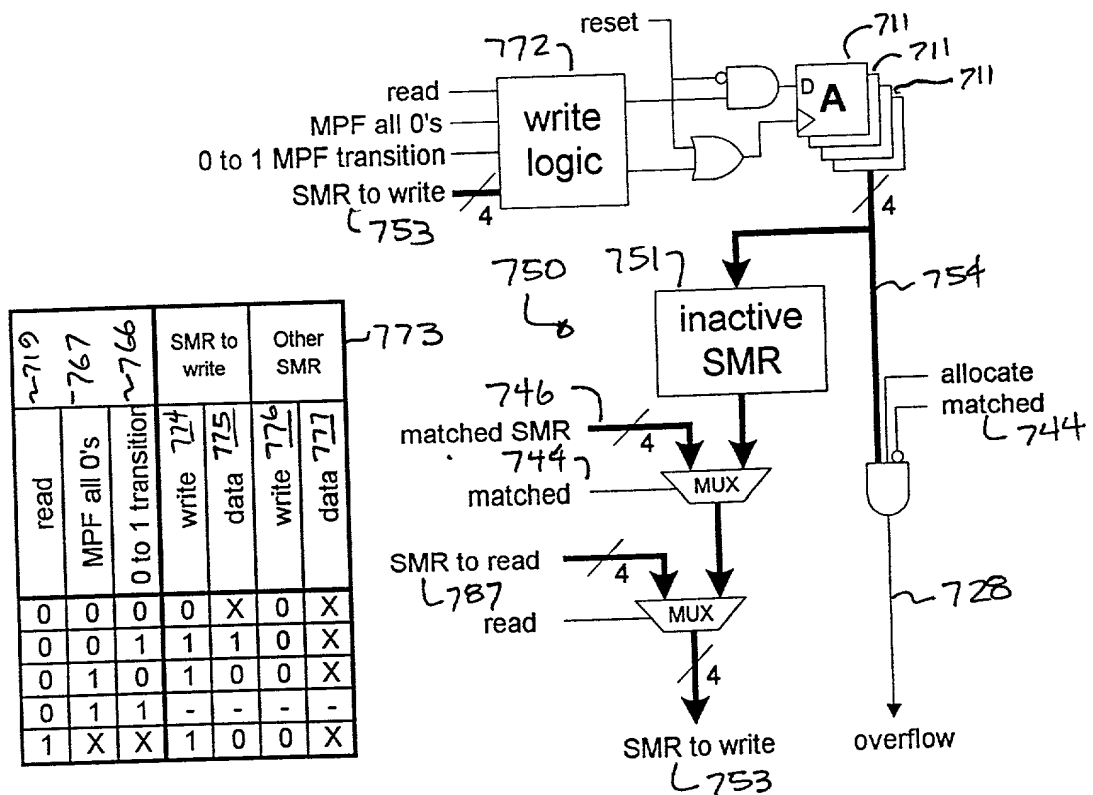 reset
772
711
711
711
read
MPF all 0's
0 to 1 MPF transition
SMR to write
753
4
write
logic
D
A
4
754
750
751
inactive
SMR
allocate
matched
744
746
matched SMR
4
744
matched
MUX
SMR to read
4
787
read
MUX
4
SMR to write
753
728
overflow
773
719 767 766 SMR to write Other SMR
read MPF all 0's 0 to 1 transition write 774 data 775 write 776 data 777
0 0 0 0 X 0 X
0 0 1 1 1 0 X
0 1 0 1 0 0 X
0 1 1 - - - -
1 X X 1 0 0 X